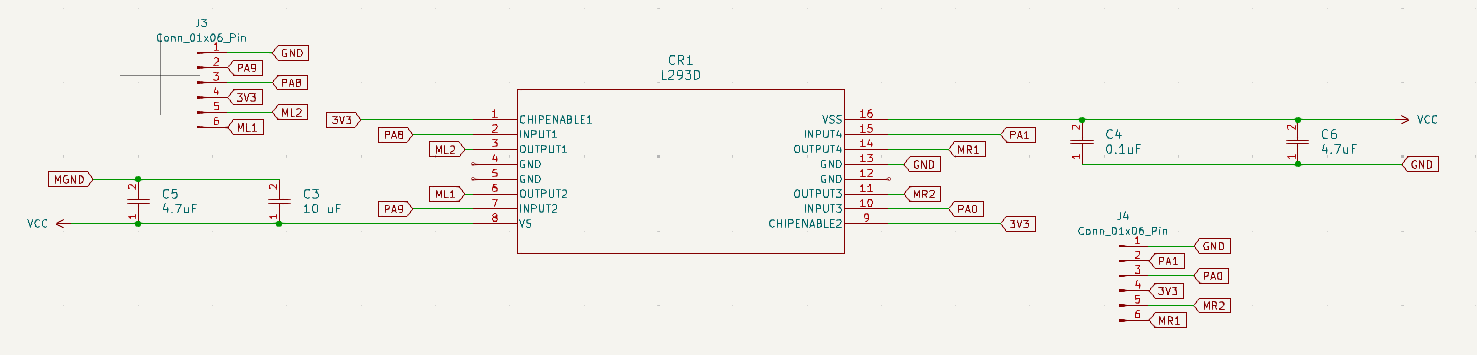 J3
Conn_01x06_Pin
1 GND
2 PA9
3 PA8
4 3V3
5 ML2
6 ML1
CR1
L293D
3V3 1 CHIPENABLE1
PA8 2 INPUT1
ML2 3 OUTPUT1
4 GND
5 GND
ML1 6 OUTPUT2
PA9 7 INPUT2
VCC 8 VS
MGND
2 C5 1
4.7uF
2 C3 1
10 uF
VSS 16 VCC
INPUT4 15 PA1
OUTPUT4 14 MR1
GND 13 GND
GND 12
OUTPUT3 11 MR2
INPUT3 10 PA0
CHIPENABLE2 9 3V3
2 C4 1
0.1uF
2 C6 1
4.7uF
GND
J4
Conn_01x06_Pin
1 GND
2 PA1
3 PA0
4 3V3
5 MR2
6 MR1